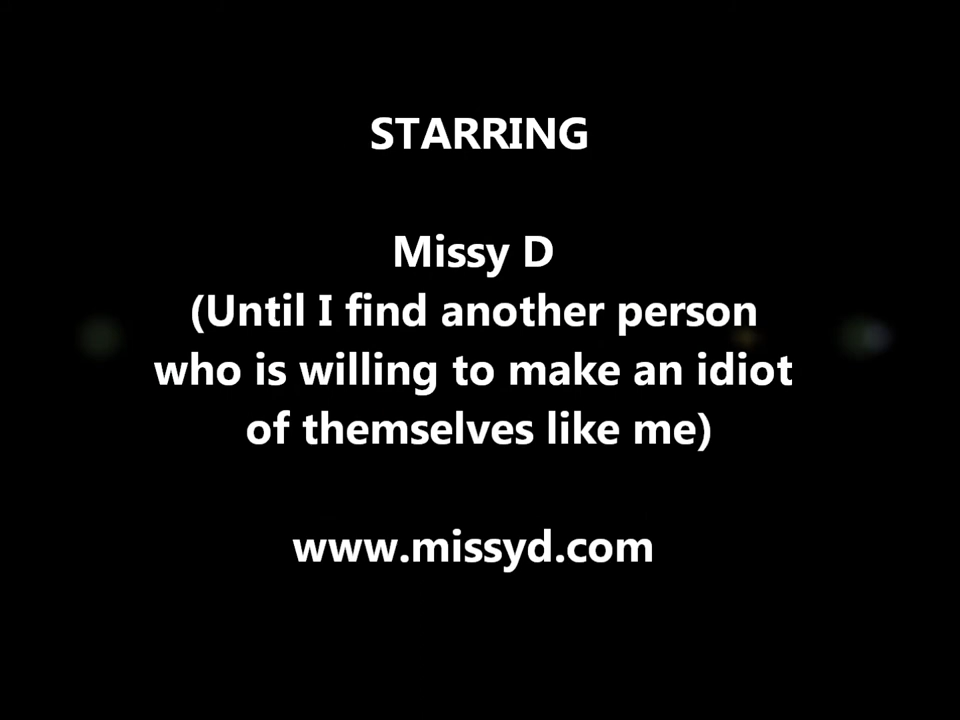 STARRING
Missy D
(Until I find another person
who is willing to make an idiot
of themselves like me)
www.missyd.com